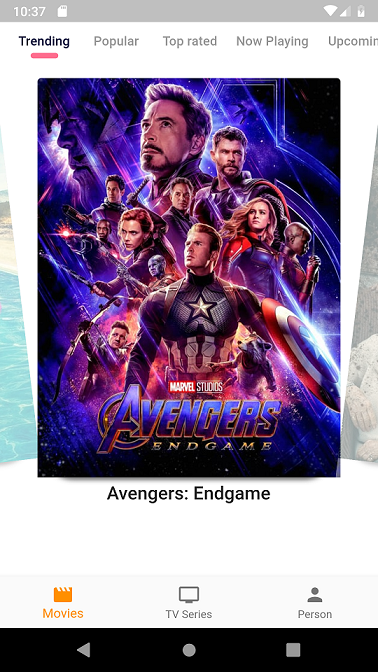 10:37
Trending Popular Top rated Now Playing Upcomin
MARVEL STUDIOS
AVENGERS
ENDGAME
Avengers: Endgame
Movies TV Series Person